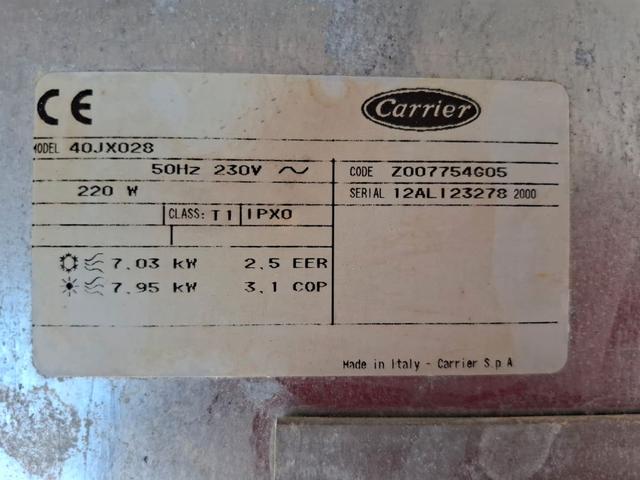 CE
Carrier
MODEL 40JX028
50Hz 230V ~
CODE Z007754G05
220 W
SERIAL 12AL123278 2000
CLASS: T1 IPX0
7.03 kW 2,5 EER
7.95 kW 3,1 COP
Made in Italy - Carrier S.p.A